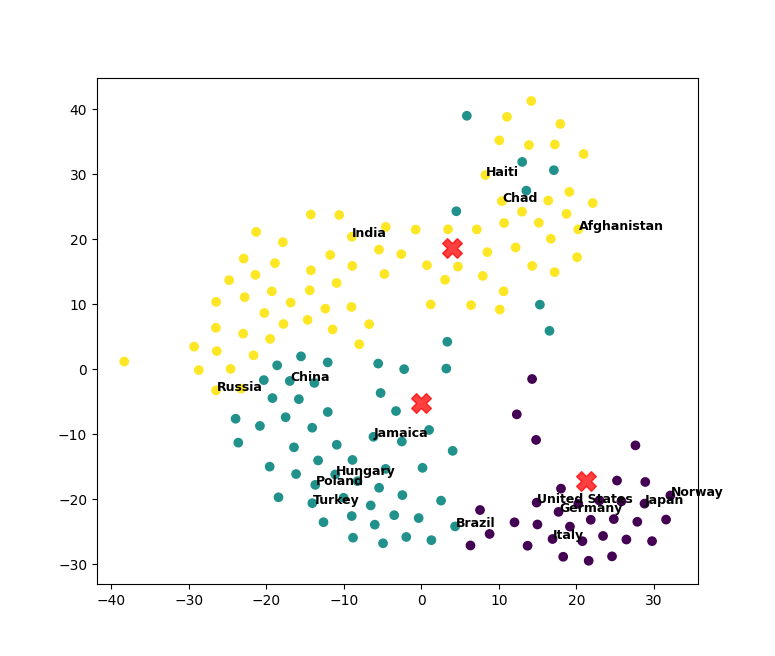 40
30
Haiti
Chad
Afghanistan
20
India
10
0
China
Russia
Jamaica
-10
Hungary
Poland
Norway
United States
Japan
Turkey
Germany
-20
Brazil
Italy
-30
-40 -30 -20 -10 0 10 20 30